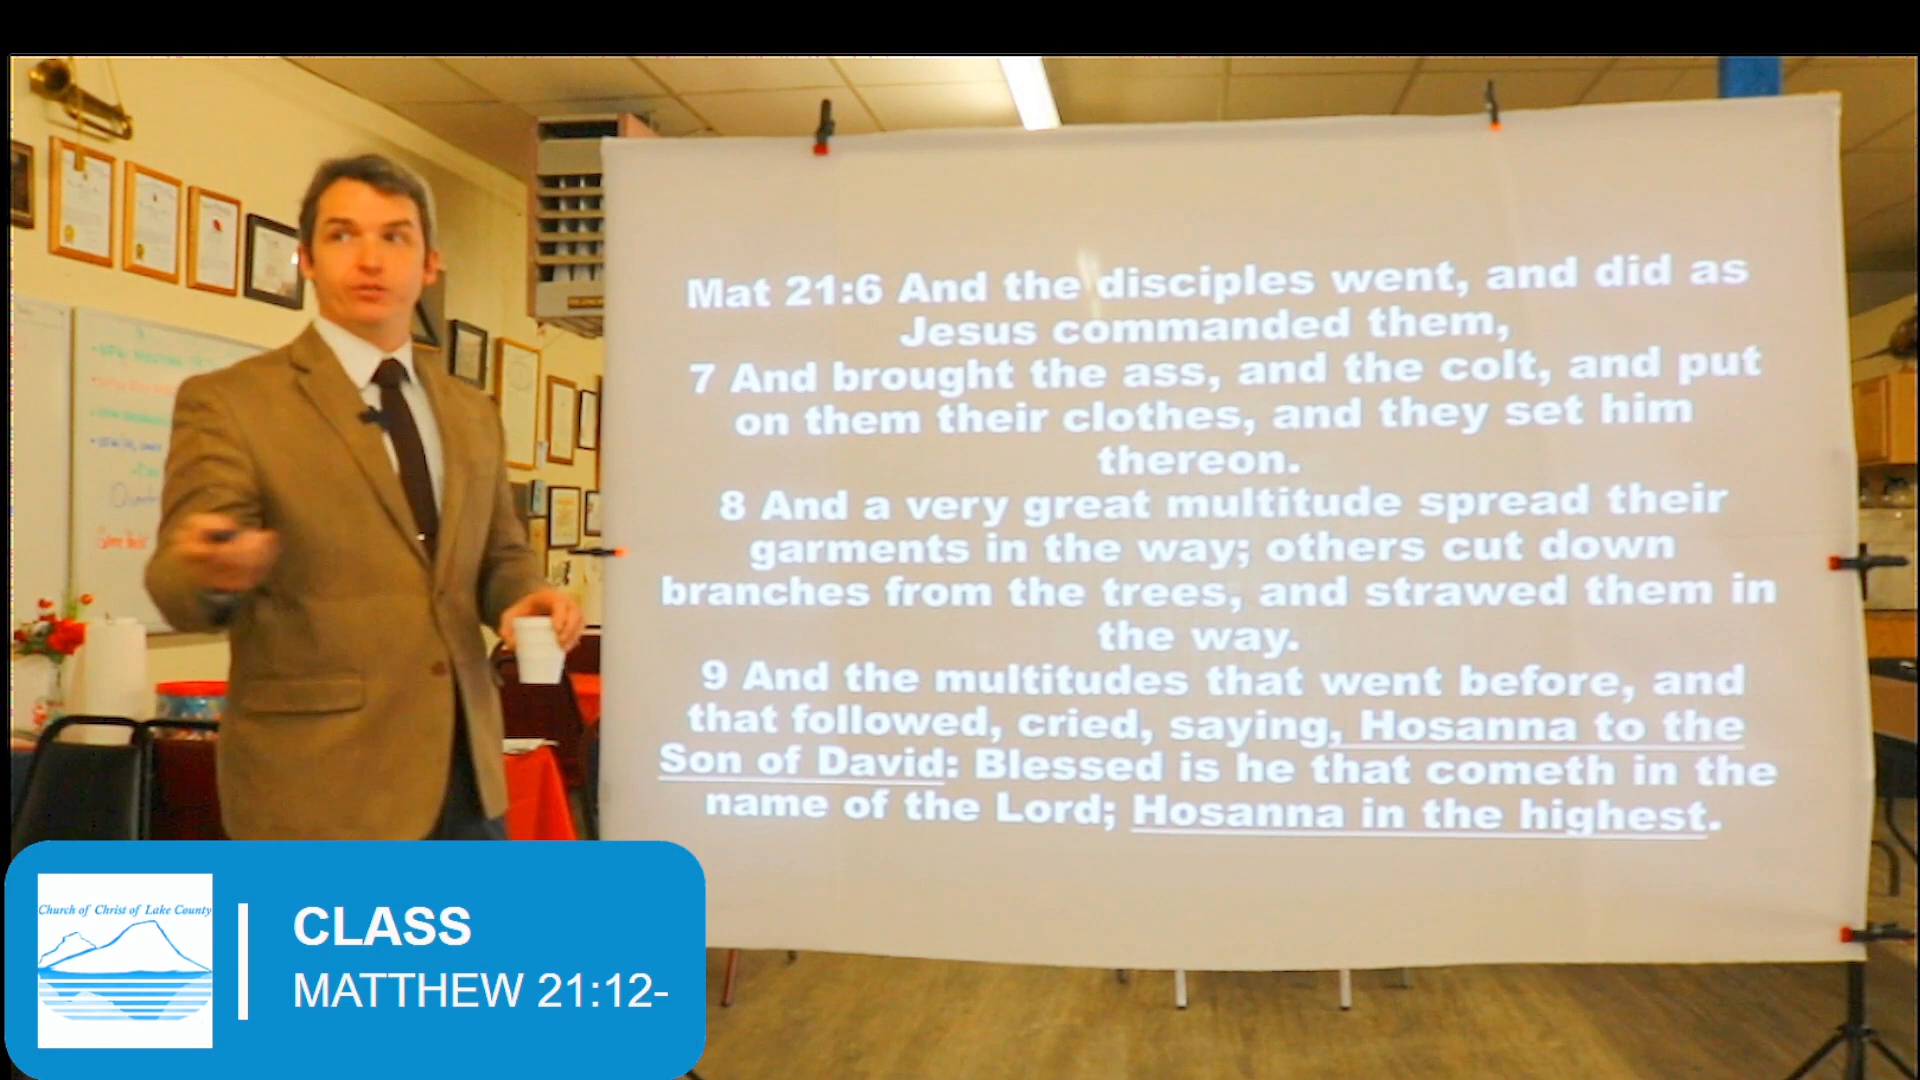 Mat 21:6 And the disciples went, and did as
Jesus commanded them,
7 And brought the ass, and the colt, and put
on them their clothes, and they set him
thereon.
8 And a very great multitude spread their
garments in the way; others cut down
branches from the trees, and strawed them in
the way.
9 And the multitudes that went before, and
that followed, cried, saying, Hosanna to the
Son of David: Blessed is he that cometh in the
name of the Lord; Hosanna in the highest.
Church of Christ of Lake County
CLASS
MATTHEW 21:12-